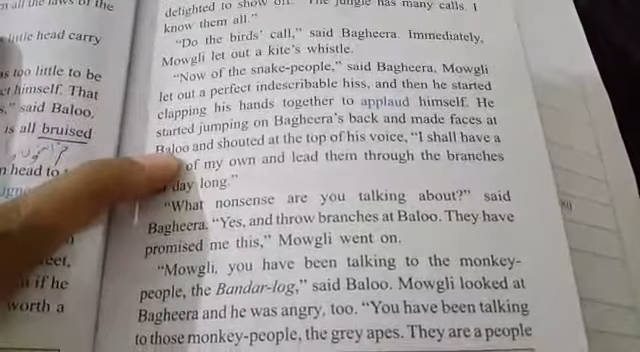 n all the laws of the
little head carry
as too little to be
et himself. That
s," said Baloo,
is all bruised
n head to
worth a
if he
delighted to show off. "The jungle has many calls. I
know them all."
"Do the birds' call," said Bagheera. Immediately,
Mowgli let out a kite's whistle.
"Now of the snake-people," said Bagheera, Mowgli
let out a perfect indescribable hiss, and then he started
clapping his hands together to applaud himself. He
started jumping on Bagheera's back and made faces at
Baloo and shouted at the top of his voice, "I shall have a
of my own and lead them through the branches
day long."
"What nonsense are you talking about?" said
Bagheera. "Yes, and throw branches at Baloo. They have
promised me this," Mowgli went on.
"Mowgli, you have been talking to the monkey-
people, the Bandar-log," said Baloo. Mowgli looked at
Bagheera and he was angry, too. "You have been talking
to those monkey-people, the grey apes. They are a people